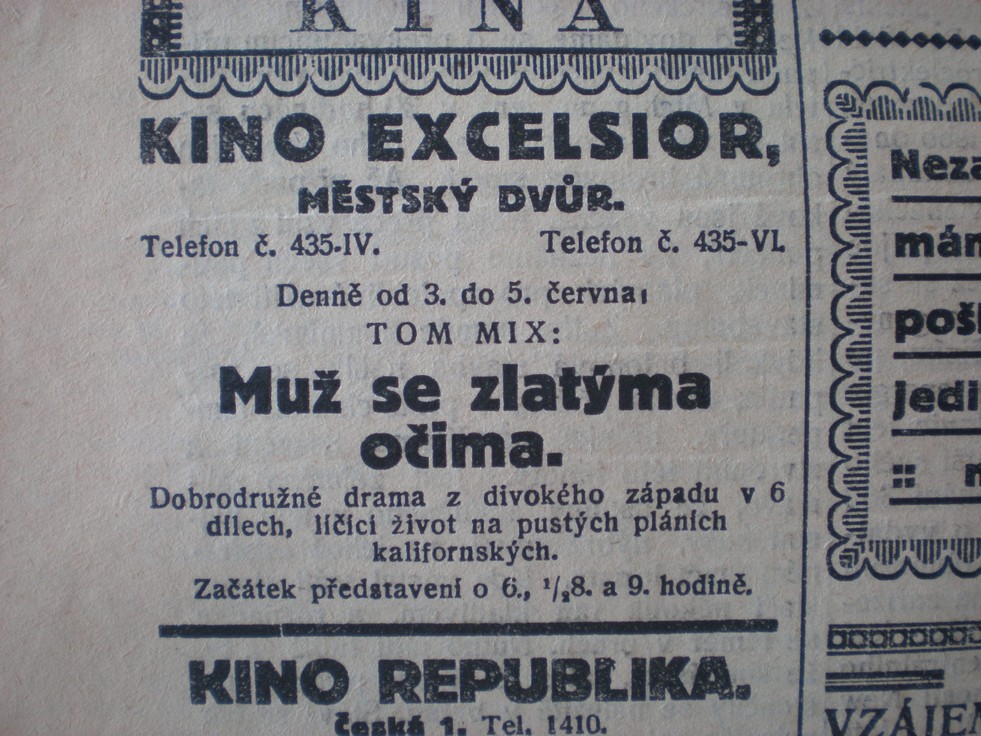 KINA
KINO EXCELSIOR,
MĚSTSKÝ DVŮR.
Telefon č. 435-IV. Telefon č. 435-VI.
Denně od 3. do 5. června:
TOM MIX:
Muž se zlatýma
očima.
Dobrodružné drama z divokého západu v 6
dílech, líčící život na pustých pláních
kalifornských.
Začátek představení o 6., 1/28. a 9. hodině.
KINO REPUBLIKA.
Česká 1. Tel. 1410.
Neza
mán
pošl
jedi
VZÁJEM